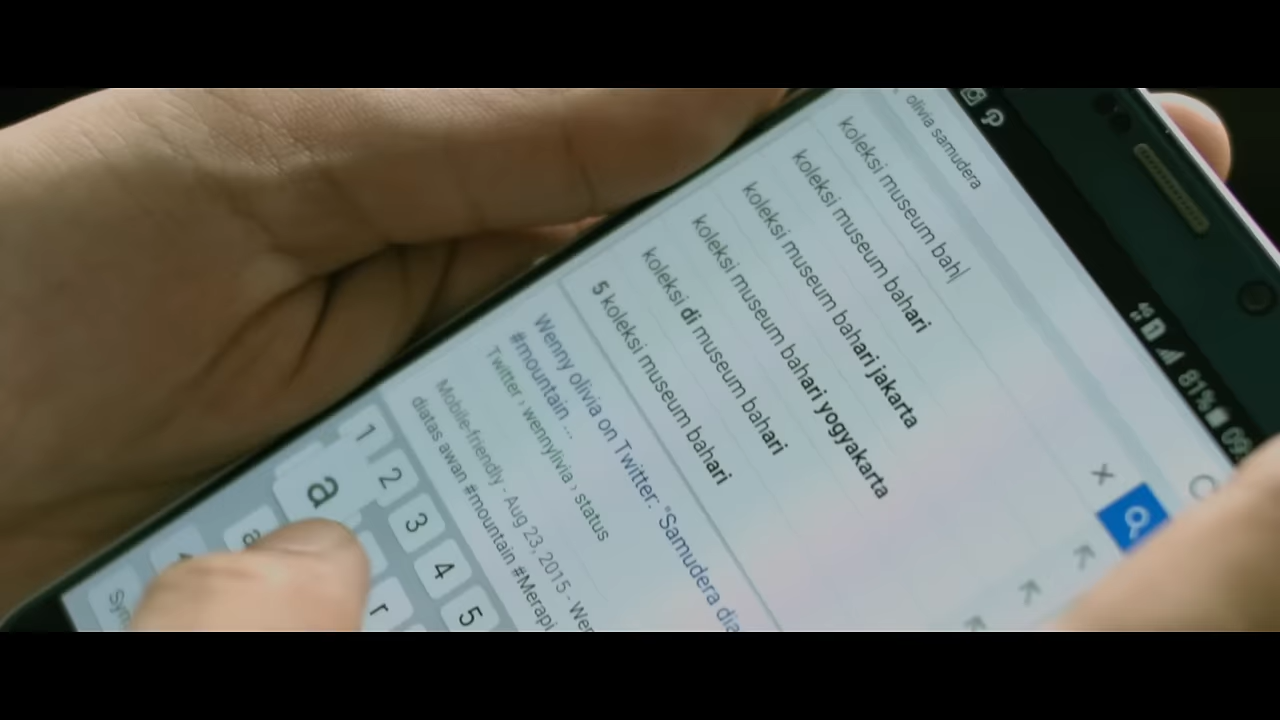 81%
olivia samudera
koleksi museum bah
koleksi museum bahari
koleksi museum bahari jakarta
koleksi museum bahari yogyakarta
koleksi di museum bahari
5 koleksi museum bahari
Wenny olivia on Twitter: "Samudera
#mountain ...
Twitter › wennylivia › status
Mobile-friendly - Aug 23, 2015 -
diatas awan #mountain #Merapi
1 2 3 4 5
a
r
a